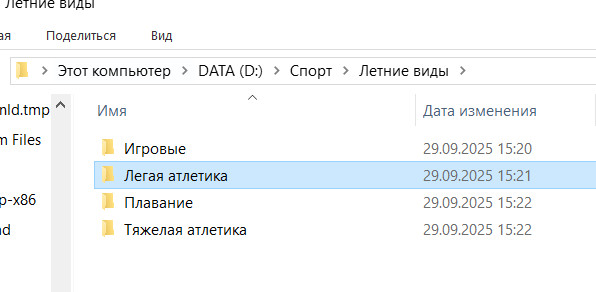 Летние виды
ая Поделиться Вид
Этот компьютер > DATA (D:) > Спорт > Летние виды >
Имя Дата изменения
nld.tmp
Игровые 29.09.2025 15:20
m Files
Легая атлетика 29.09.2025 15:21
p-x86
Плавание 29.09.2025 15:22
nd
Тяжелая атлетика 29.09.2025 15:22